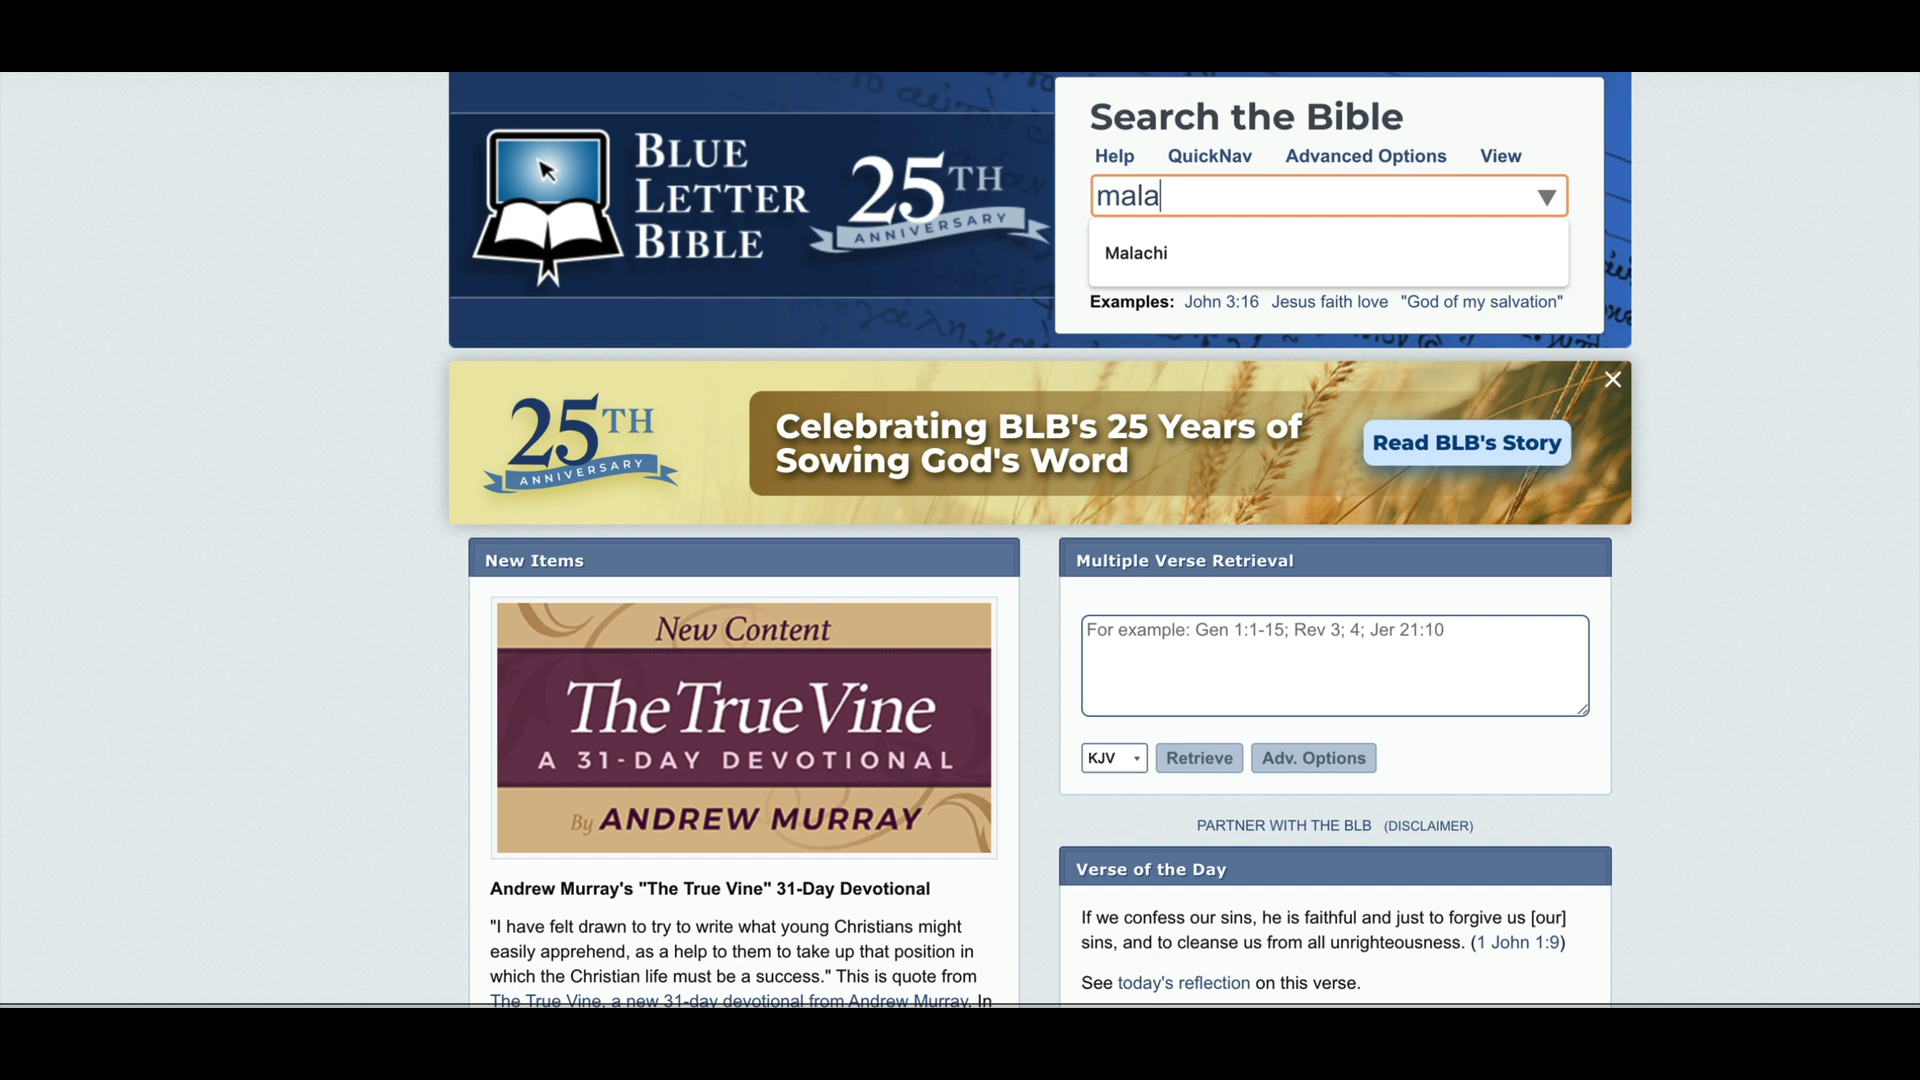 BLUE
LETTER
BIBLE
25TH
ANNIVERSARY
Search the Bible
Help QuickNav Advanced Options View
mala
Malachi
Examples: John 3:16 Jesus faith love "God of my salvation"
25TH
ANNIVERSARY
Celebrating BLB's 25 Years of
Sowing God's Word
Read BLB's Story
New Items
New Content
The True Vine
A 31-DAY DEVOTIONAL
By ANDREW MURRAY
Andrew Murray's "The True Vine" 31-Day Devotional
"I have felt drawn to try to write what young Christians might
easily apprehend, as a help to them to take up that position in
which the Christian life must be a success." This is quote from
The True Vine, a new 31-day devotional from Andrew Murray. In
Multiple Verse Retrieval
For example: Gen 1:1-15; Rev 3; 4; Jer 21:10
KJV Retrieve Adv. Options
PARTNER WITH THE BLB (DISCLAIMER)
Verse of the Day
If we confess our sins, he is faithful and just to forgive us [our]
sins, and to cleanse us from all unrighteousness. (1 John 1:9)
See today's reflection on this verse.